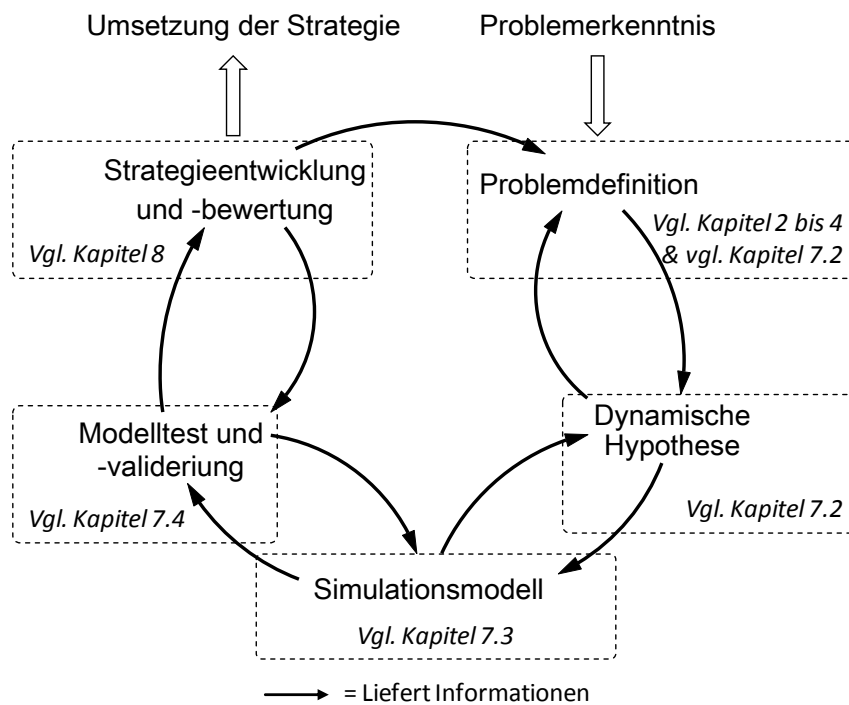 Umsetzung der Strategie
Problemerkenntnis
Strategieentwicklung
und -bewertung
Vgl. Kapitel 8
Problemdefinition
Vgl. Kapitel 2 bis 4
& vgl. Kapitel 7.2
Modelltest und
-valideriung
Vgl. Kapitel 7.4
Dynamische
Hypothese
Vgl. Kapitel 7.2
Simulationsmodell
Vgl. Kapitel 7.3
= Liefert Informationen